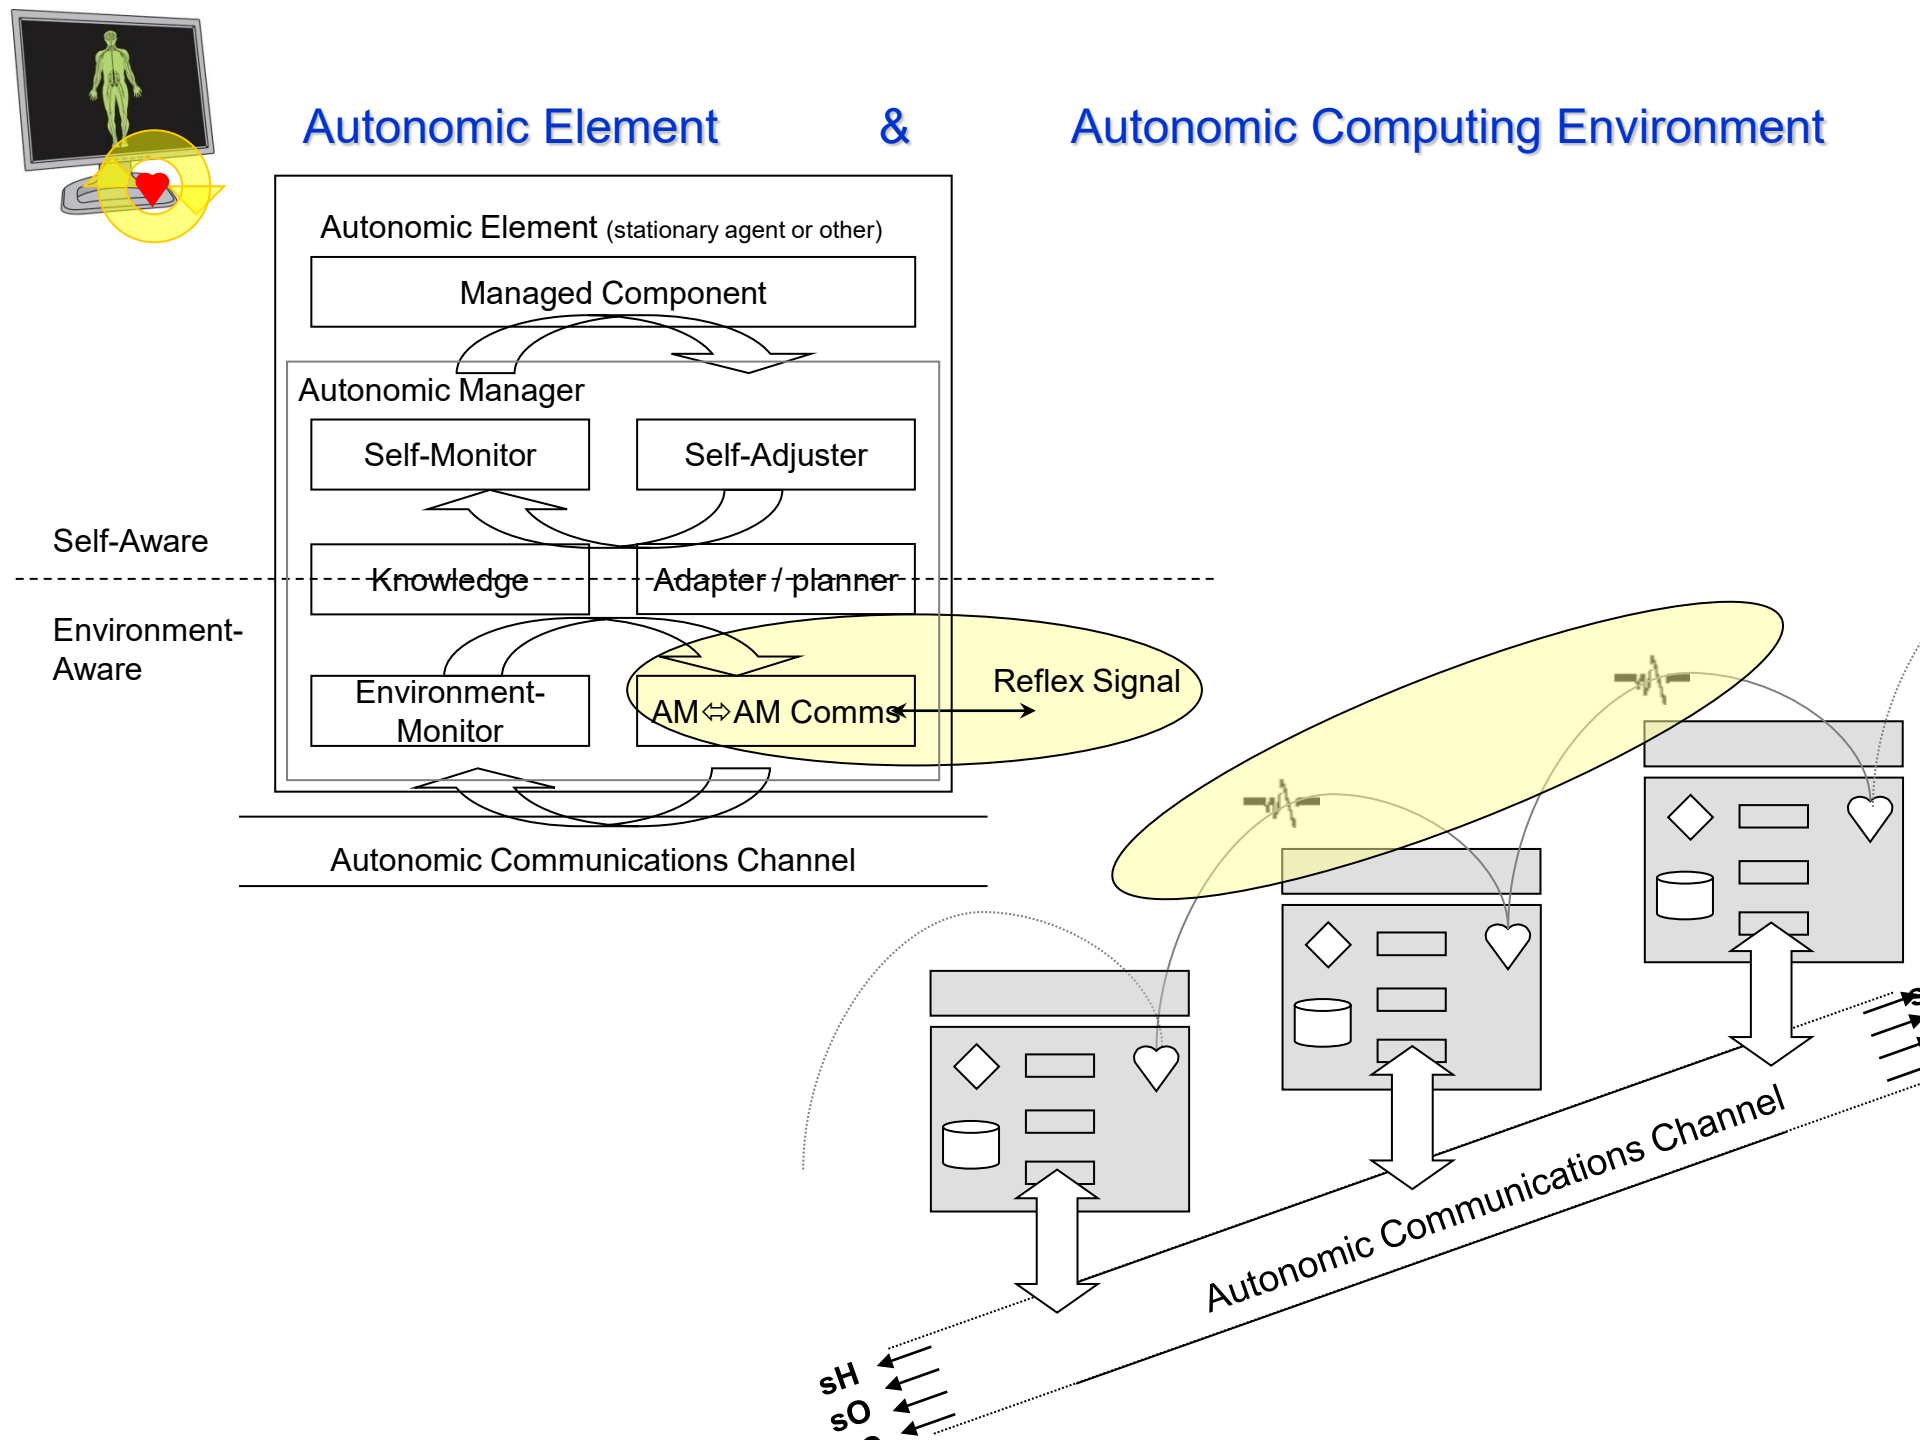 Autonomic Element & Autonomic Computing Environment
Autonomic Element (stationary agent or other)
Managed Component
Autonomic Manager
Self-Monitor
Self-Adjuster
Self-Aware
Knowledge
Adapter / planner
Environment-
Aware
Environment-
Monitor
AM⇔AM Comms
Reflex Signal
Autonomic Communications Channel
Autonomic Communications Channel
sH
sO